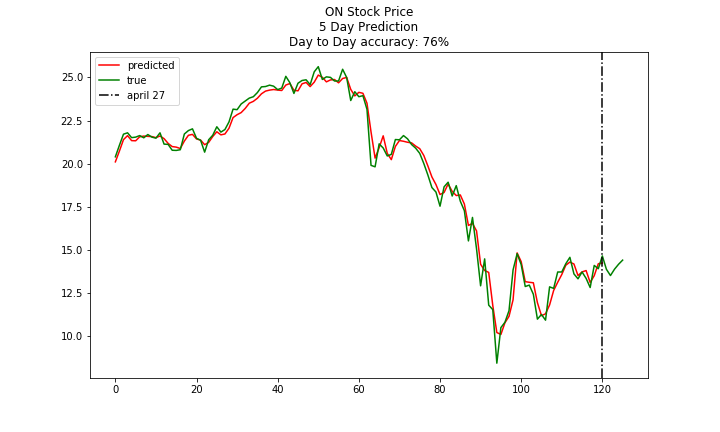 ON Stock Price
5 Day Prediction
Day to Day accuracy: 76%
predicted
true
april 27
25.0
22.5
20.0
17.5
15.0
12.5
10.0
0 20 40 60 80 100 120